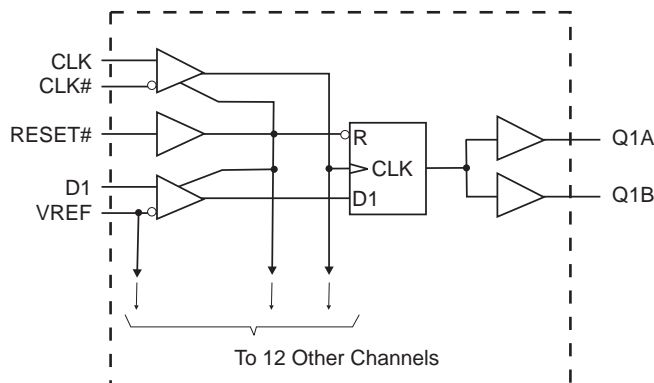 CLK
CLK#
RESET#
D1
VREF
R
CLK
D1
Q1A
Q1B
To 12 Other Channels